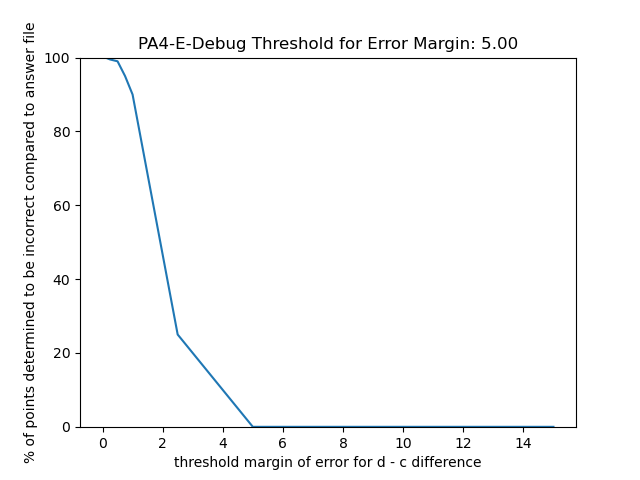 PA4-E-Debug Threshold for Error Margin: 5.00
% of points determined to be incorrect compared to answer file
100
80
60
40
20
0
0 2 4 6 8 10 12 14
threshold margin of error for d - c difference